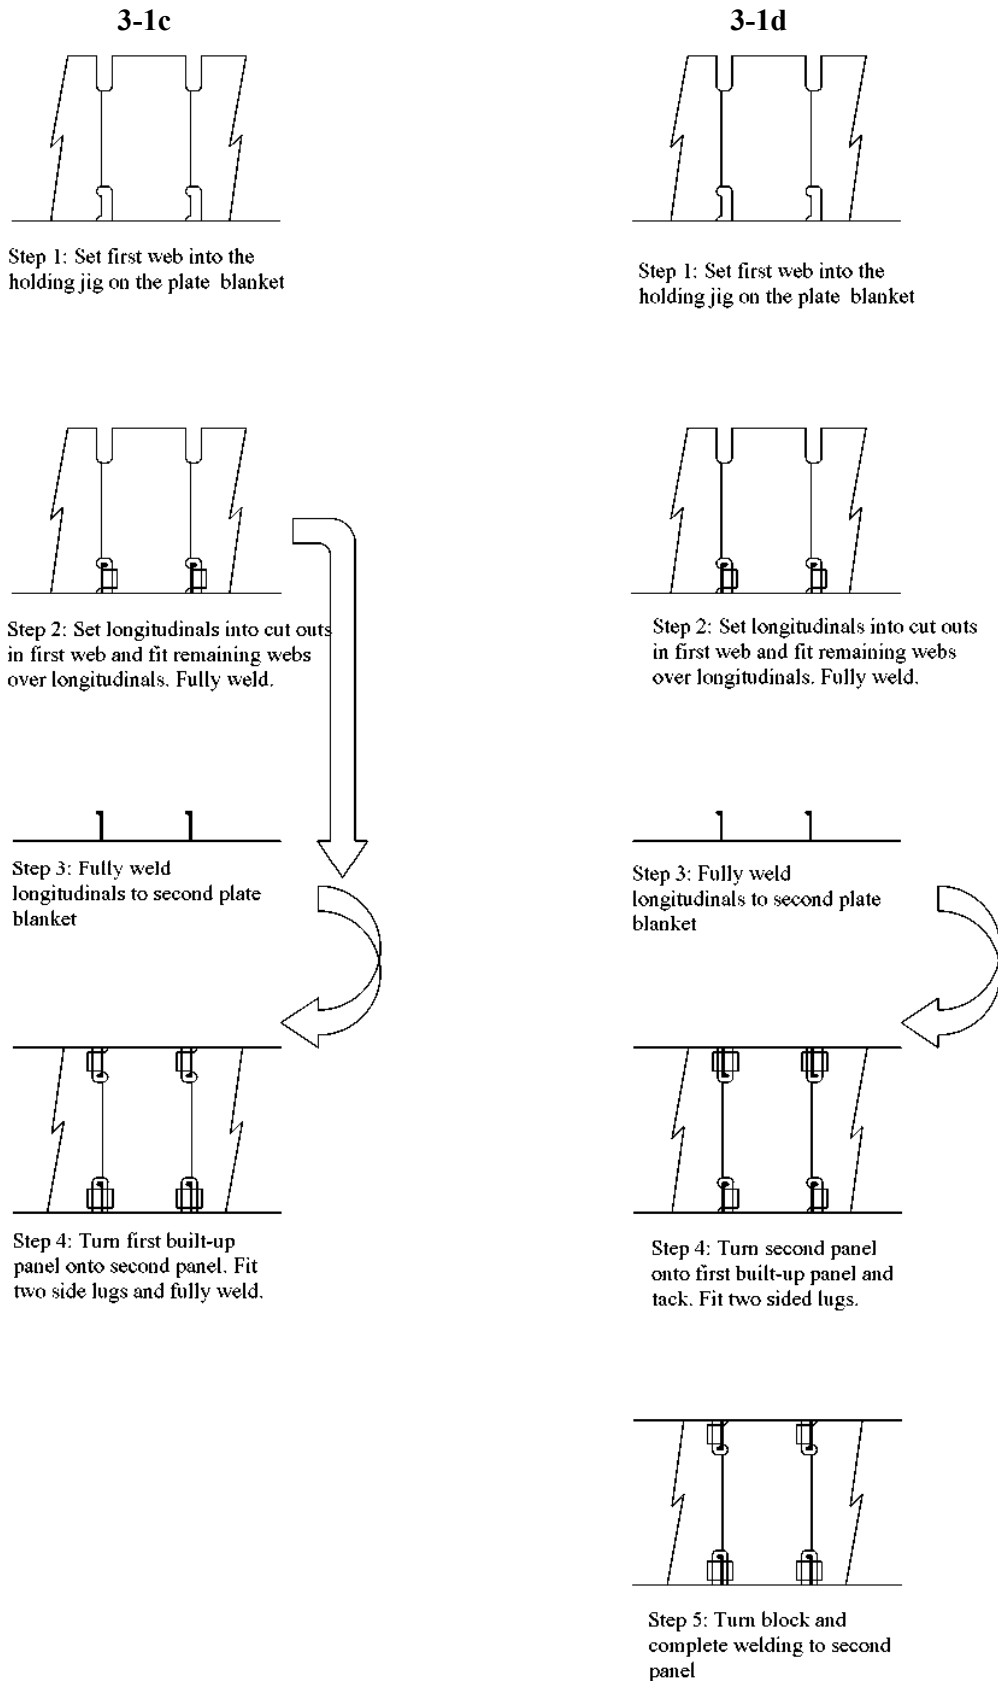 3-1c
Step 1: Set first web into the
holding jig on the plate blanket
Step 2: Set longitudinals into cut outs
in first web and fit remaining webs
over longitudinals. Fully weld.
Step 3: Fully weld
longitudinals to second plate
blanket
Step 4: Turn first built-up
panel onto second panel. Fit
two side lugs and fully weld.
3-1d
Step 1: Set first web into the
holding jig on the plate blanket
Step 2: Set longitudinals into cut outs
in first web and fit remaining webs
over longitudinals. Fully weld.
Step 3: Fully weld
longitudinals to second plate
blanket
Step 4: Turn second panel
onto first built-up panel and
tack. Fit two sided lugs.
Step 5: Turn block and
complete welding to second
panel